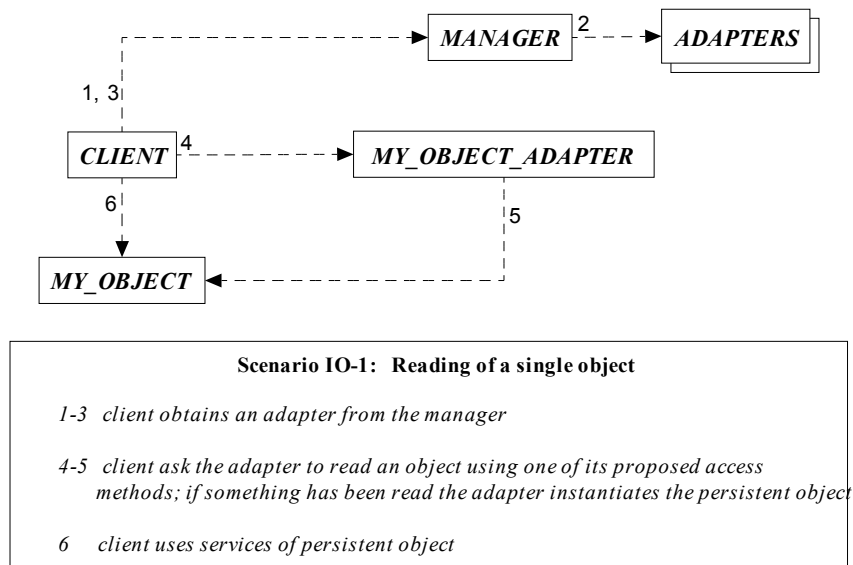 MANAGER
2
ADAPTERS
1, 3
CLIENT
4
MY_OBJECT_ADAPTER
6
5
MY_OBJECT
Scenario IO-1: Reading of a single object
1-3 client obtains an adapter from the manager
4-5 client ask the adapter to read an object using one of its proposed access
methods; if something has been read the adapter instantiates the persistent object
6 client uses services of persistent object